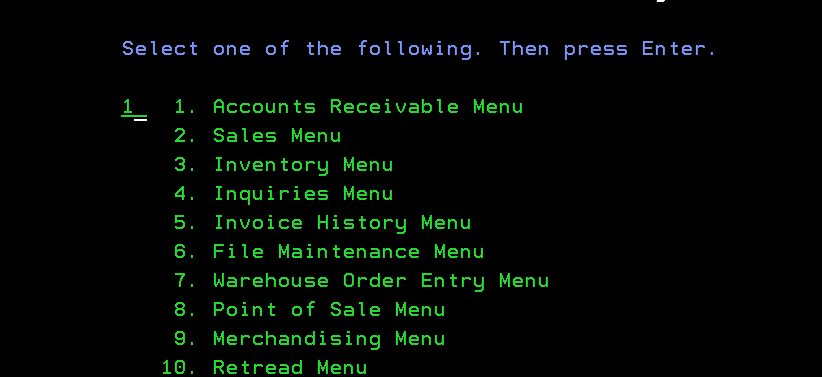 Select one of the following. Then press Enter.
1 1. Accounts Receivable Menu
2. Sales Menu
3. Inventory Menu
4. Inquiries Menu
5. Invoice History Menu
6. File Maintenance Menu
7. Warehouse Order Entry Menu
8. Point of Sale Menu
9. Merchandising Menu
10. Retread Menu